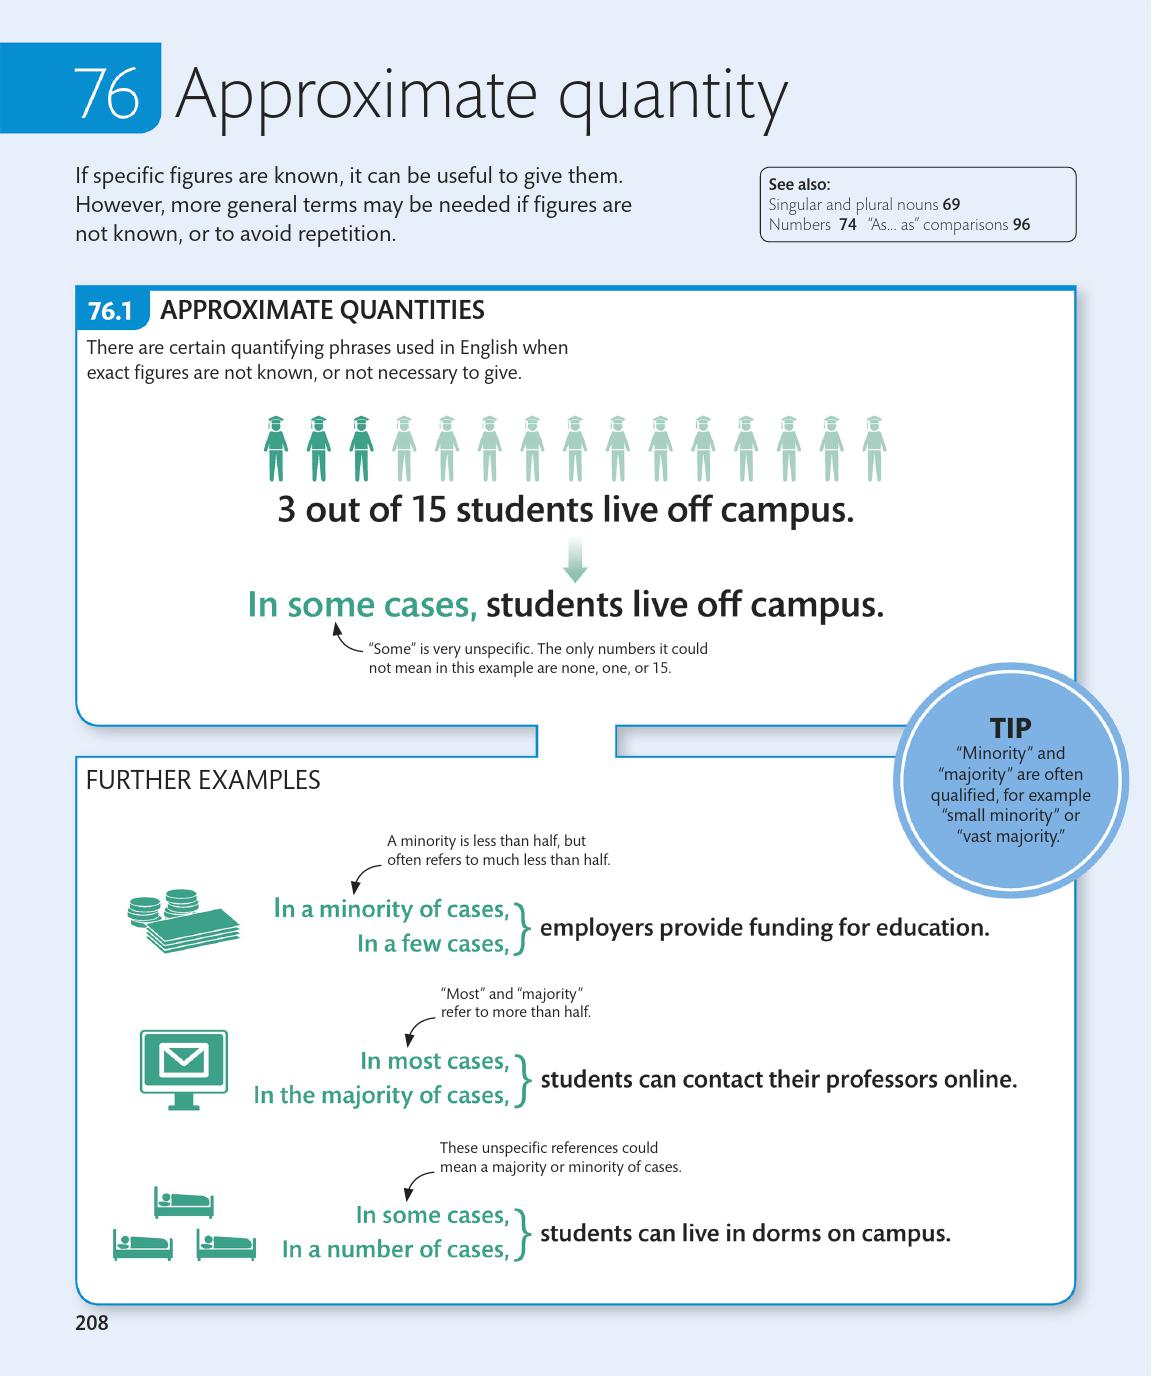 76 Approximate quantity
If specific figures are known, it can be useful to give them.
However, more general terms may be needed if figures are
not known, or to avoid repetition.
See also:
Singular and plural nouns 69
Numbers 74 “As... as” comparisons 96
76.1 APPROXIMATE QUANTITIES
There are certain quantifying phrases used in English when
exact figures are not known, or not necessary to give.
3 out of 15 students live off campus.
In some cases, students live off campus.
“Some” is very unspecific. The only numbers it could
not mean in this example are none, one, or 15.
TIP
“Minority” and
“majority” are often
qualified, for example
“small minority” or
“vast majority.”
FURTHER EXAMPLES
A minority is less than half, but
often refers to much less than half.
In a minority of cases,
In a few cases,
employers provide funding for education.
“Most” and “majority”
refer to more than half.
In most cases,
In the majority of cases,
students can contact their professors online.
These unspecific references could
mean a majority or minority of cases.
In some cases,
In a number of cases,
students can live in dorms on campus.
208